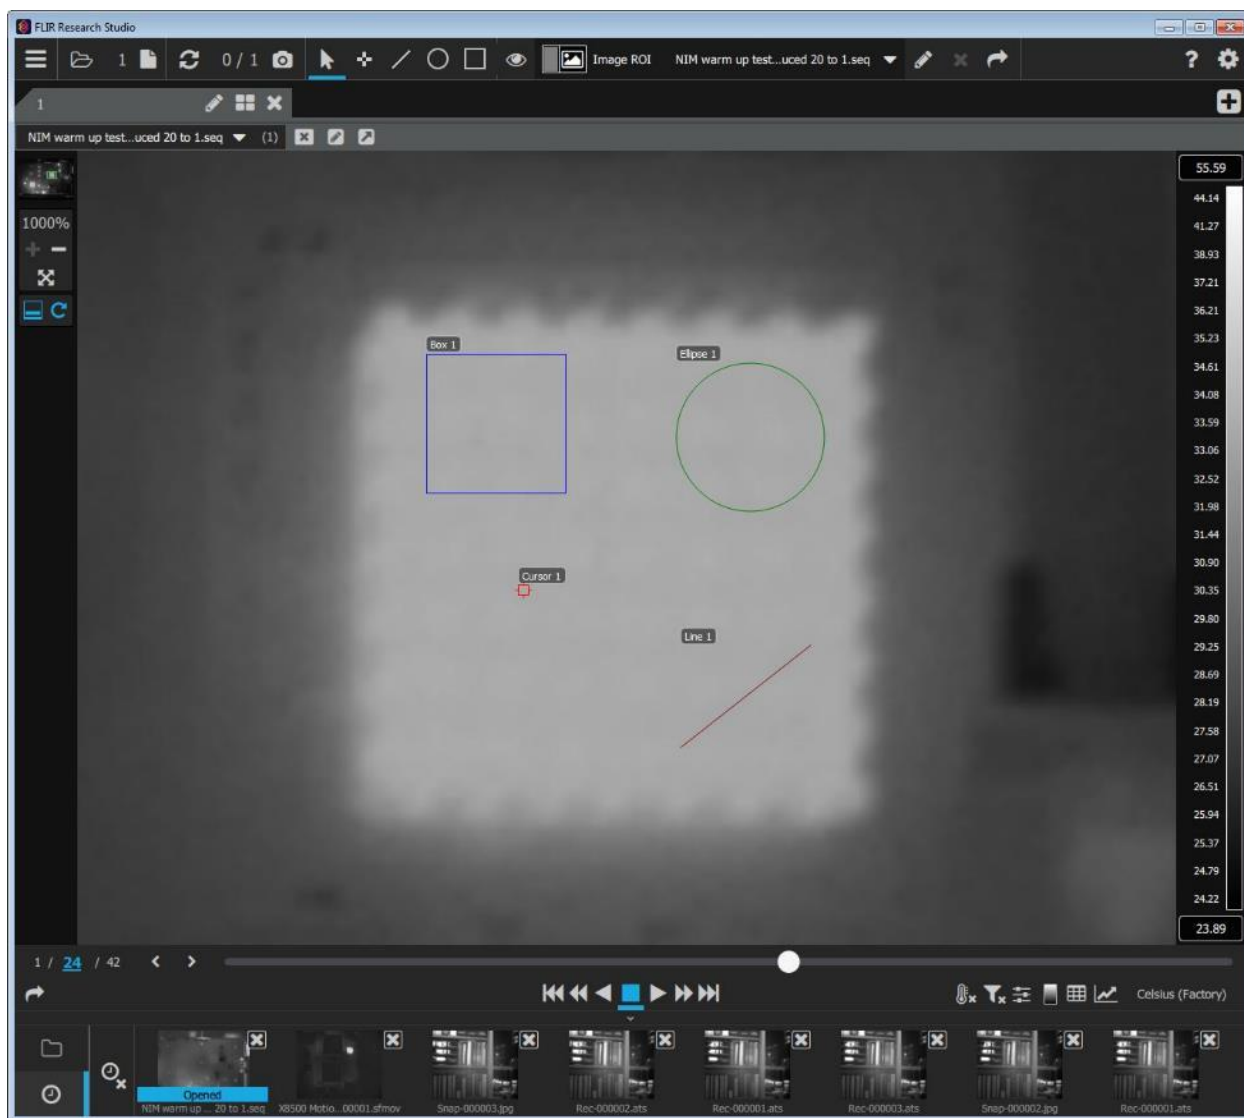 FLIR Research Studio
1 0 / 1 Image ROI NIM warm up test...uced 20 to 1.seq
1
NIM warm up test...uced 20 to 1.seq (1)
55.59
1000%
44.14
41.27
38.93
37.21
36.21
35.23
34.61
34.08
33.59
33.06
32.52
31.98
31.44
30.90
30.35
29.80
29.25
28.69
28.19
27.58
27.07
26.51
25.94
25.37
24.79
24.22
23.89
Box 1
Elipse 1
Cursor 1
Line 1
1 / 24 / 42
Celsius (Factory)
Opened
NIM warm up ... 20 to 1.seq X8500 Motio...00001.sfmov Snap-000003.jpg Rec-000002.ats Rec-000001.ats Rec-000003.ats Snap-000002.jpg Rec-000001.ats